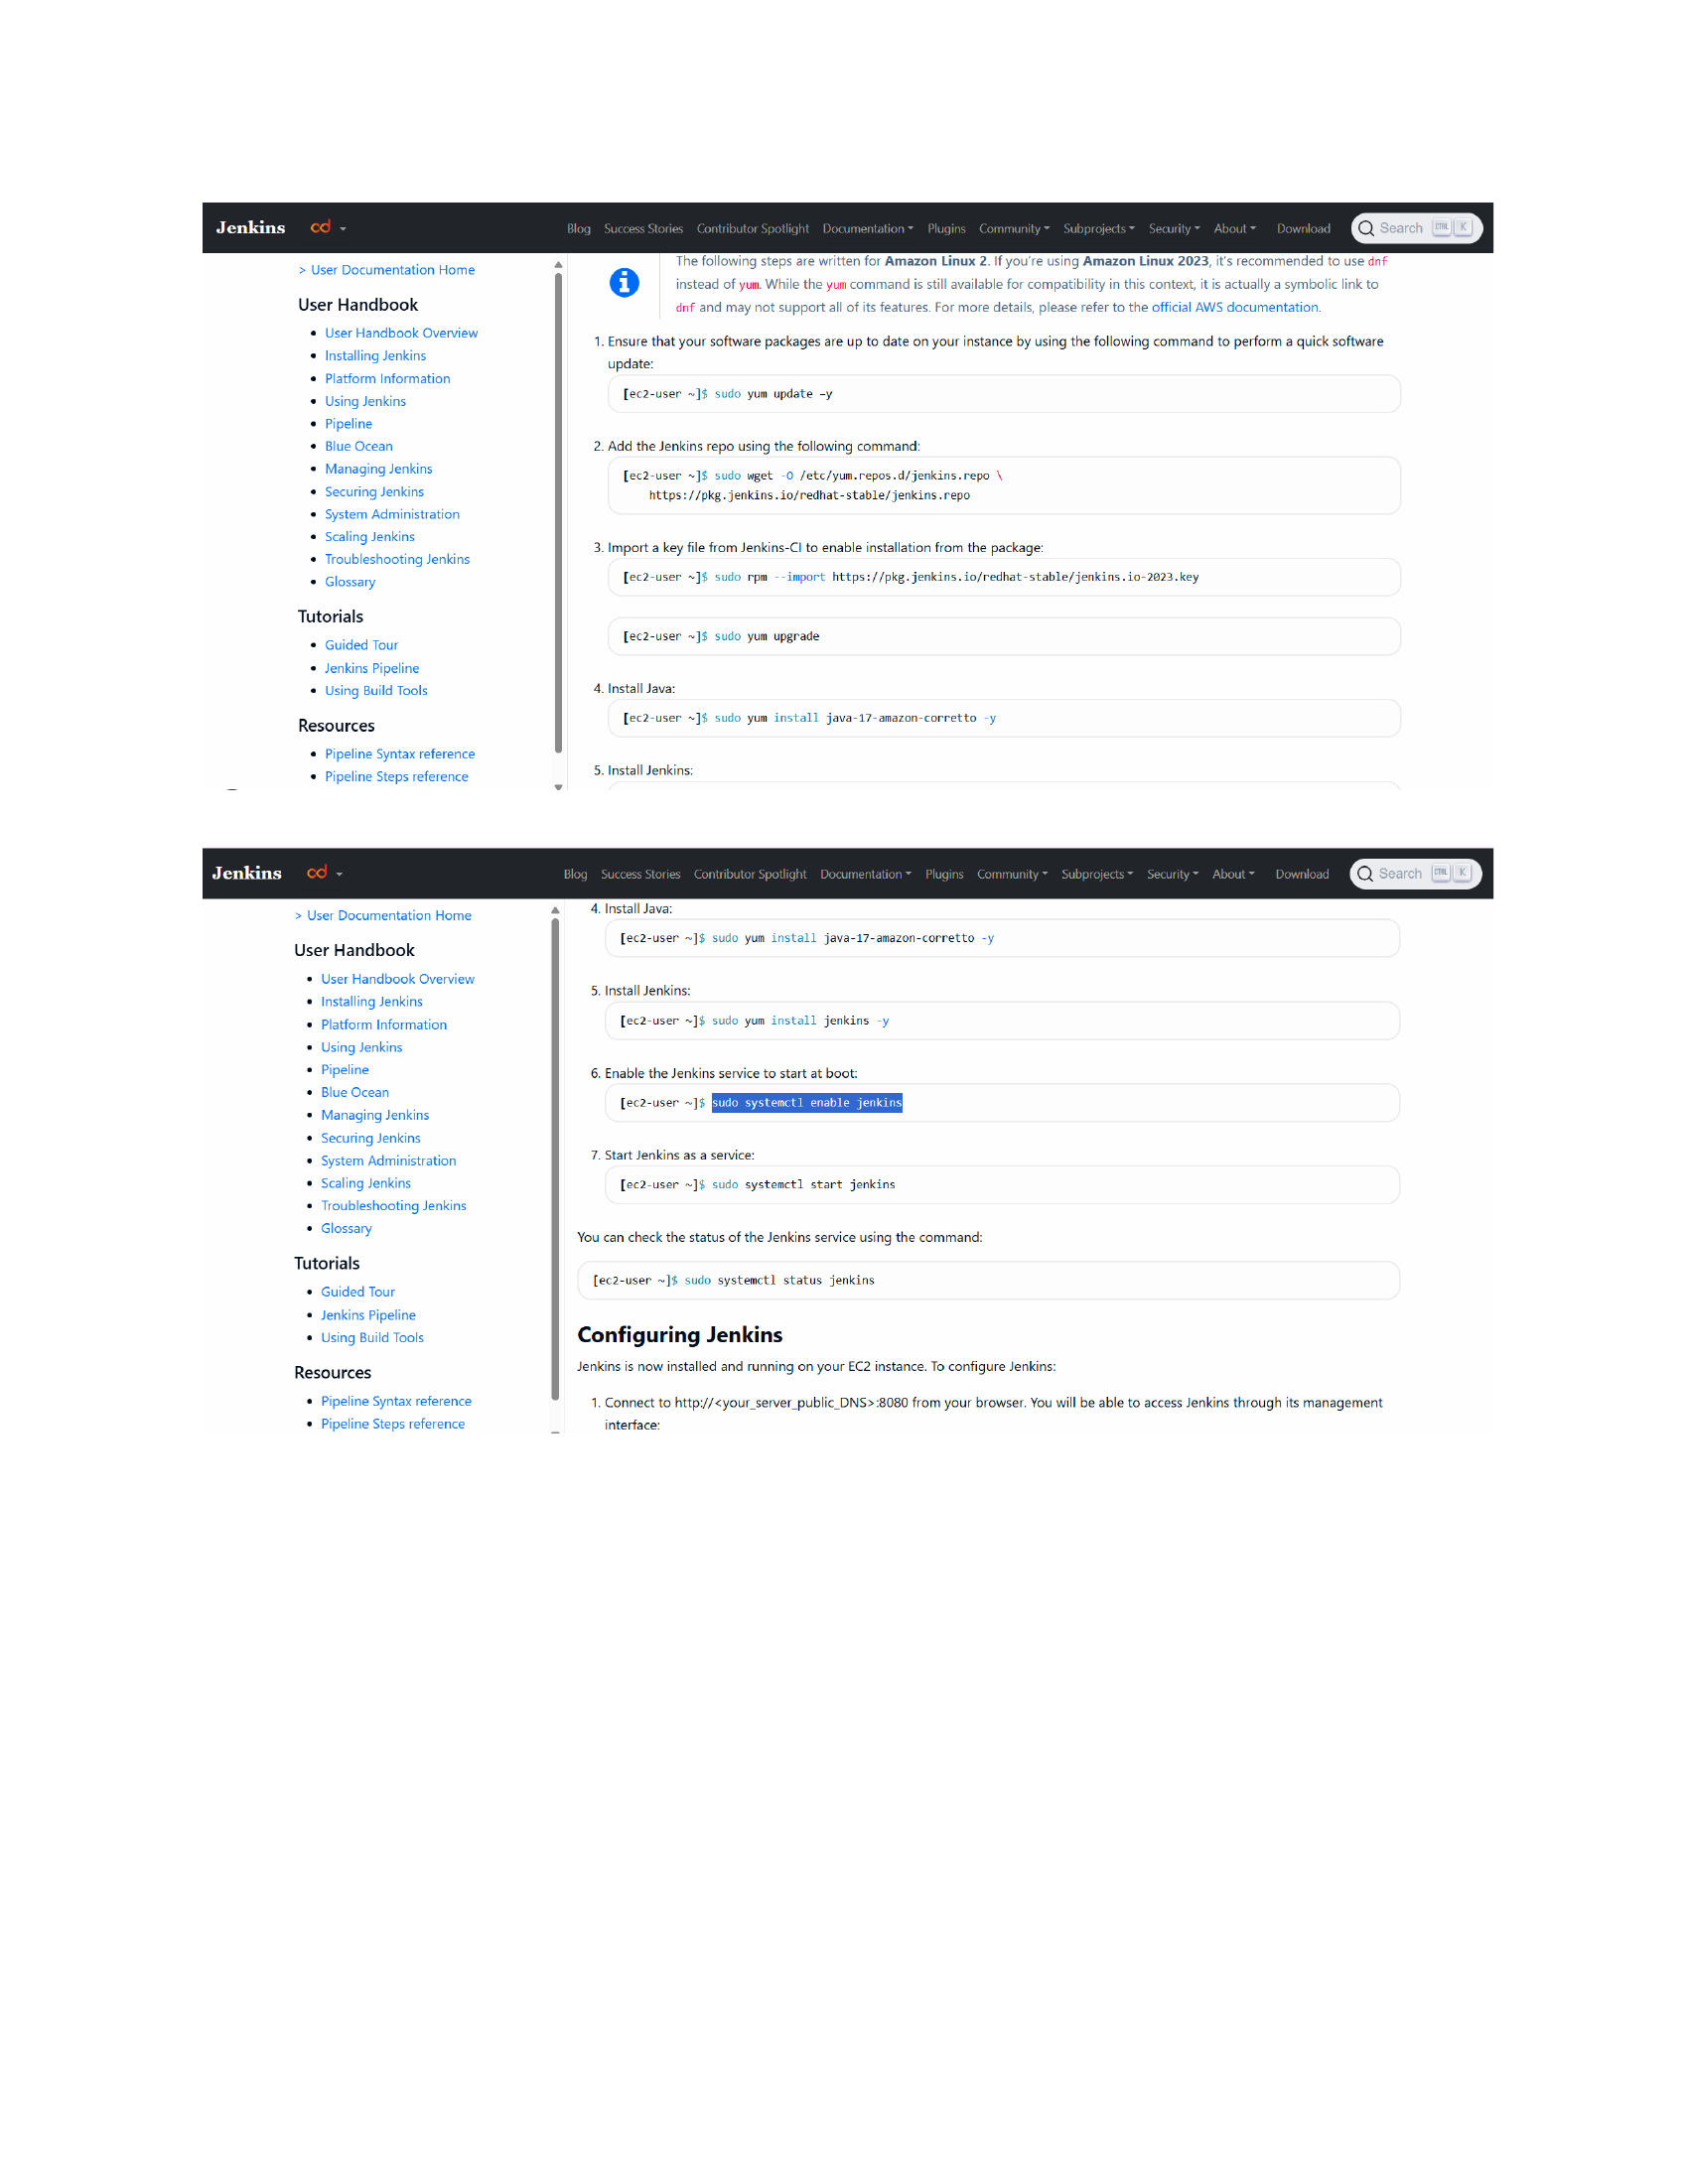 Jenkins
Blog Success Stories Contributor Spotlight Documentation Plugins Community Subprojects Security About Download Search CTRL K
> User Documentation Home
User Handbook
User Handbook Overview
Installing Jenkins
Platform Information
Using Jenkins
Pipeline
Blue Ocean
Managing Jenkins
Securing Jenkins
System Administration
Scaling Jenkins
Troubleshooting Jenkins
Glossary
Tutorials
Guided Tour
Jenkins Pipeline
Using Build Tools
Resources
Pipeline Syntax reference
Pipeline Steps reference
The following steps are written for Amazon Linux 2. If you're using Amazon Linux 2023, it's recommended to use dnf
instead of yum. While the yum command is still available for compatibility in this context, it is actually a symbolic link to
dnf and may not support all of its features. For more details, please refer to the official AWS documentation.
1. Ensure that your software packages are up to date on your instance by using the following command to perform a quick software
update:
[ec2-user ~]$ sudo yum update –y
2. Add the Jenkins repo using the following command:
[ec2-user ~]$ sudo wget -O /etc/yum.repos.d/jenkins.repo \
https://pkg.jenkins.io/redhat-stable/jenkins.repo
3. Import a key file from Jenkins-CI to enable installation from the package:
[ec2-user ~]$ sudo rpm --import https://pkg.jenkins.io/redhat-stable/jenkins.io-2023.key
[ec2-user ~]$ sudo yum upgrade
4. Install Java:
[ec2-user ~]$ sudo yum install java-17-amazon-corretto -y
5. Install Jenkins:
Jenkins
Blog Success Stories Contributor Spotlight Documentation Plugins Community Subprojects Security About Download Search CTRL K
> User Documentation Home
User Handbook
User Handbook Overview
Installing Jenkins
Platform Information
Using Jenkins
Pipeline
Blue Ocean
Managing Jenkins
Securing Jenkins
System Administration
Scaling Jenkins
Troubleshooting Jenkins
Glossary
Tutorials
Guided Tour
Jenkins Pipeline
Using Build Tools
Resources
Pipeline Syntax reference
Pipeline Steps reference
4. Install Java:
[ec2-user ~]$ sudo yum install java-17-amazon-corretto -y
5. Install Jenkins:
[ec2-user ~]$ sudo yum install jenkins -y
6. Enable the Jenkins service to start at boot:
[ec2-user ~]$ sudo systemctl enable jenkins
7. Start Jenkins as a service:
[ec2-user ~]$ sudo systemctl start jenkins
You can check the status of the Jenkins service using the command:
[ec2-user ~]$ sudo systemctl status jenkins
Configuring Jenkins
Jenkins is now installed and running on your EC2 instance. To configure Jenkins:
1. Connect to http://<your_server_public_DNS>:8080 from your browser. You will be able to access Jenkins through its management
interface: